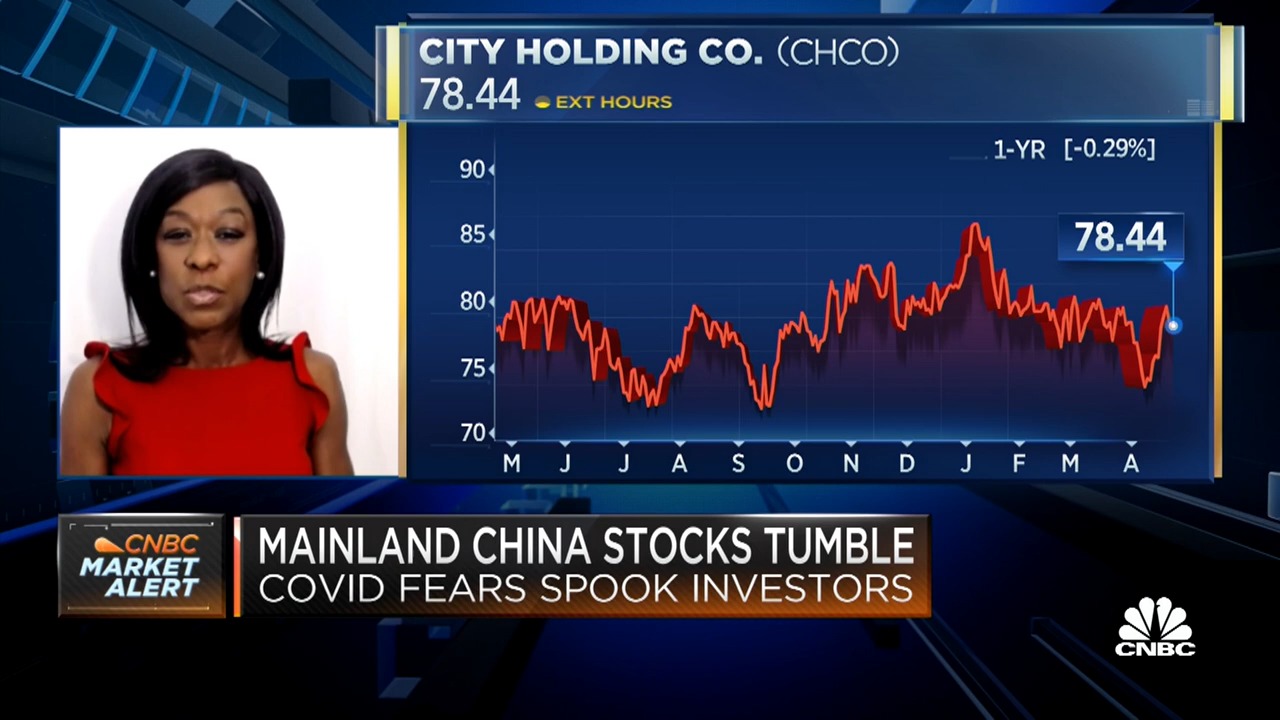 CITY HOLDING CO. (CHCO)
78.44 EXT HOURS
1-YR [-0.29%]
90
85
80
75
70
78.44
M J J A S O N D J F M A
CNBC
MARKET
ALERT
MAINLAND CHINA STOCKS TUMBLE
COVID FEARS SPOOK INVESTORS
CNBC